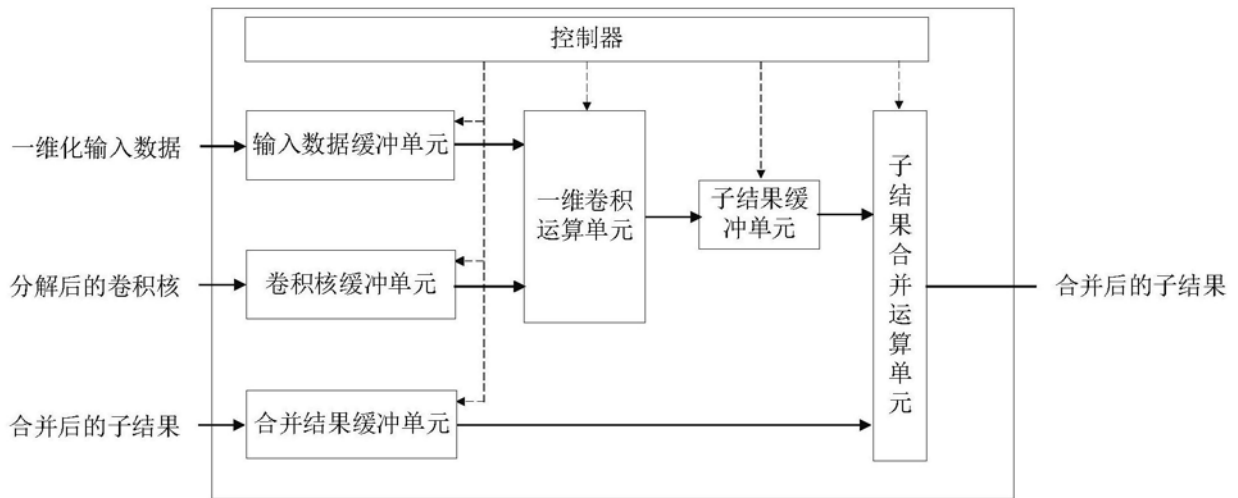 控制器
一维化输入数据
输入数据缓冲单元
一维卷积
运算单元
子结果缓
冲单元
子结果合并运算单元
分解后的卷积核
卷积核缓冲单元
合并后的子结果
合并后的子结果
合并结果缓冲单元